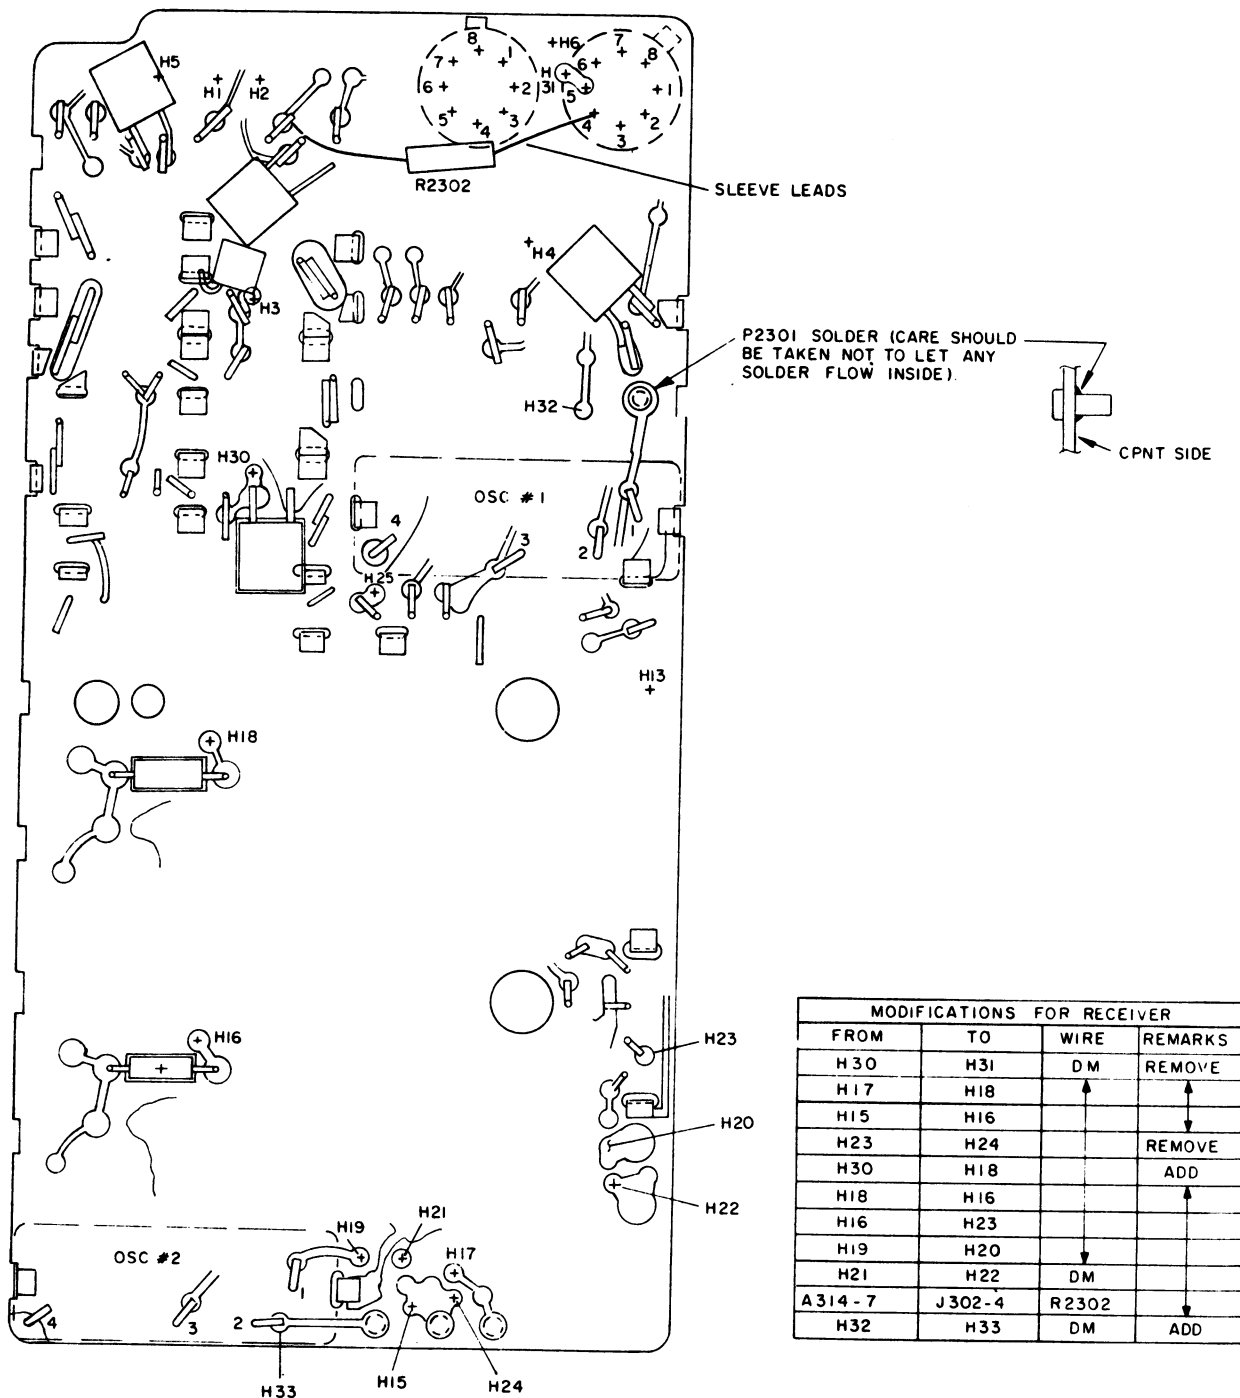 H5
H1
H2
8
7
1
6
2
5
3
4
H6
H
31
7
8
6
1
5
2
4
3
R2302
SLEEVE LEADS
H4
H3
P2301 SOLDER (CARE SHOULD
BE TAKEN NOT TO LET ANY
SOLDER FLOW INSIDE).
H32
CPNT SIDE
H30
OSC #1
4
3
2
H25
H13
H18
H16
H23
H20
H22
H19
H21
H17
OSC #2
1
4
3
2
H33
H15
H24
MODIFICATIONS FOR RECEIVER
FROM TO WIRE REMARKS
H30 H31 DM REMOVE
H17 H18
H15 H16
H23 H24 REMOVE
H30 H18 ADD
H18 H16
H16 H23
H19 H20
H21 H22 DM
A314-7 J302-4 R2302
H32 H33 DM ADD